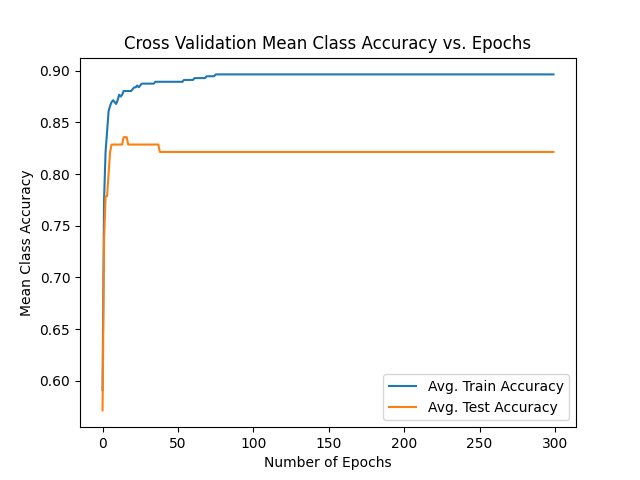 Cross Validation Mean Class Accuracy vs. Epochs
Mean Class Accuracy
0.90
0.85
0.80
0.75
0.70
0.65
0.60
Avg. Train Accuracy
Avg. Test Accuracy
0 50 100 150 200 250 300
Number of Epochs